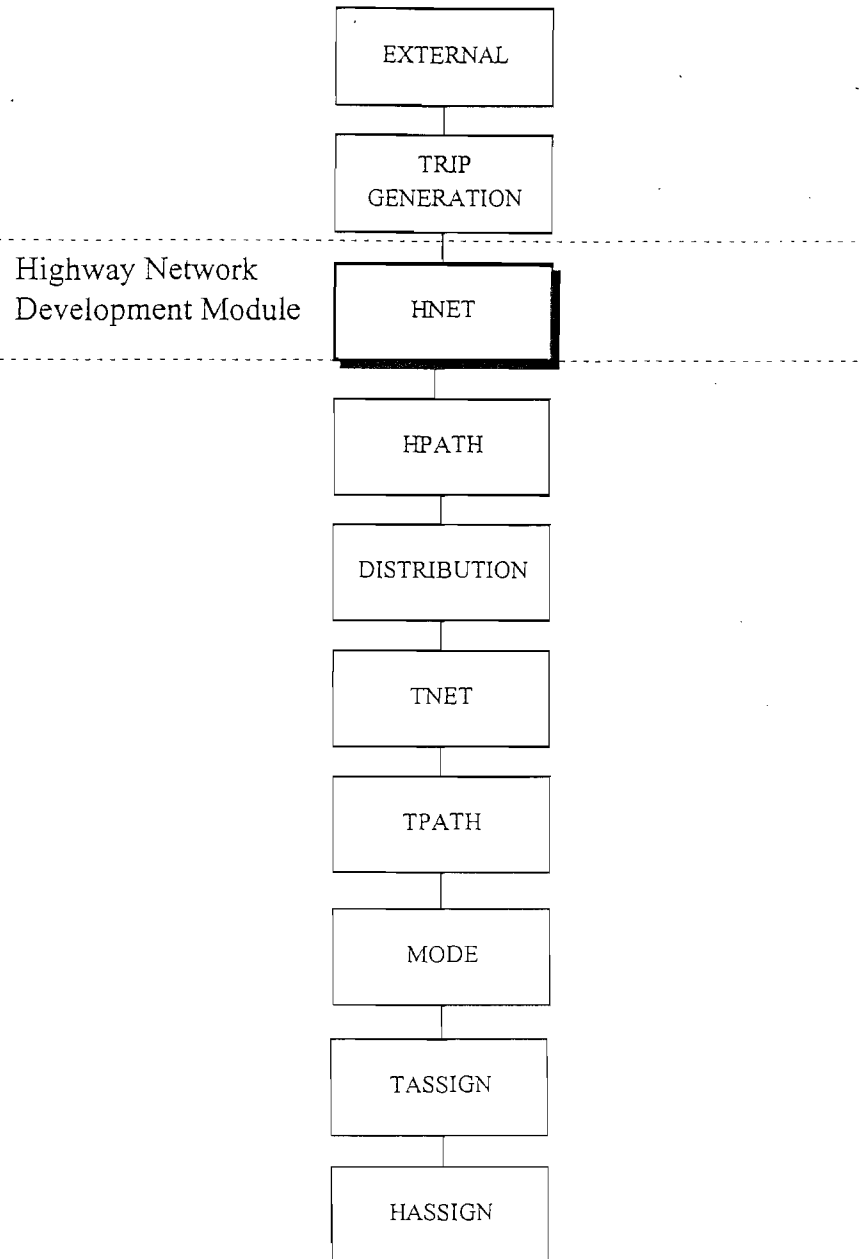 EXTERNAL
TRIP
GENERATION
Highway Network
Development Module
HNET
HPATH
DISTRIBUTION
TNET
TPATH
MODE
TASSIGN
HASSIGN